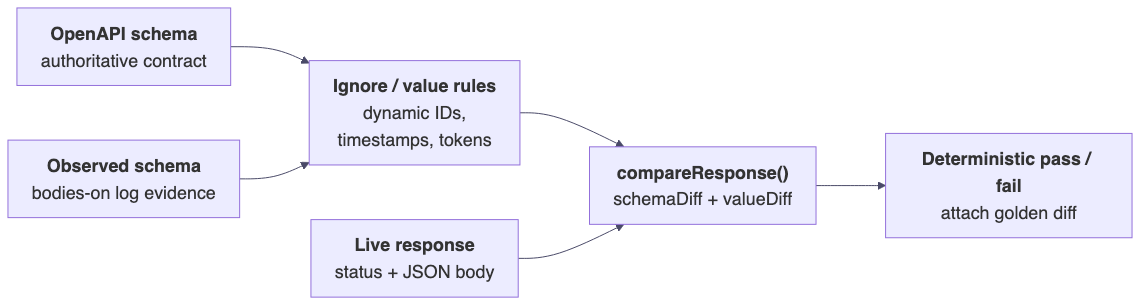 OpenAPI schema
authoritative contract
Observed schema
bodies-on log evidence
Ignore / value rules
dynamic IDs,
timestamps, tokens
Live response
status + JSON body
compareResponse()
schemaDiff + valueDiff
Deterministic pass /
fail
attach golden diff